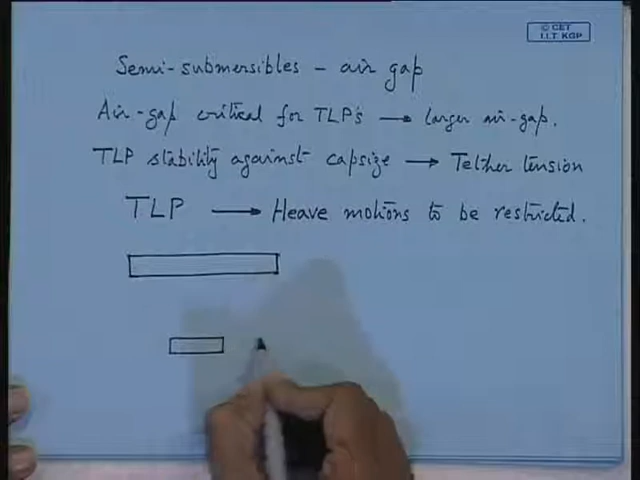 © CET
I.I.T. KGP
Semi-submersibles - air gap
Air-gap critical for TLP's → larger air-gap.
TLP stability against capsize → Tether tension
TLP → Heave motions to be restricted.